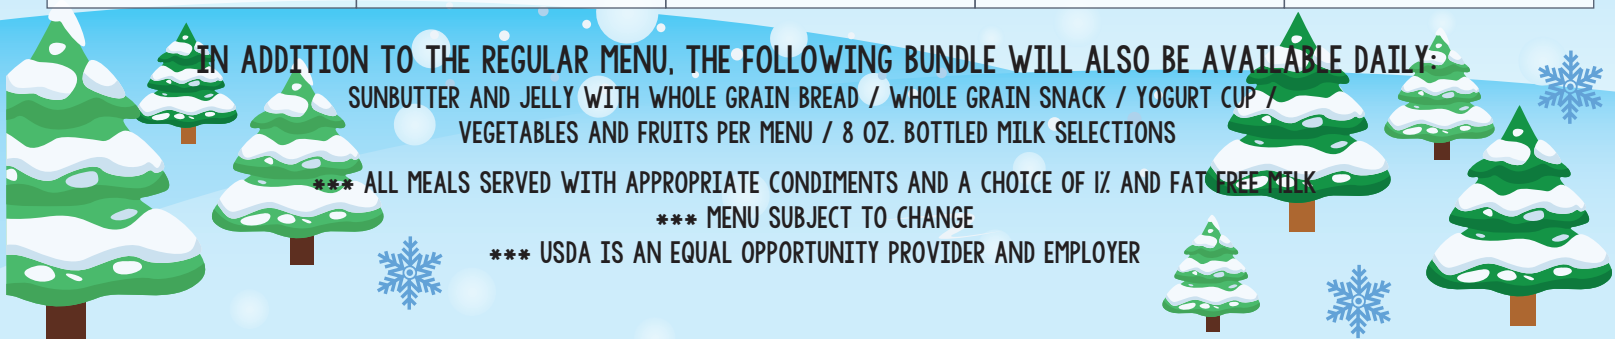 IN ADDITION TO THE REGULAR MENU, THE FOLLOWING BUNDLE WILL ALSO BE AVAILABLE DAILY:
SUNBUTTER AND JELLY WITH WHOLE GRAIN BREAD / WHOLE GRAIN SNACK / YOGURT CUP /
VEGETABLES AND FRUITS PER MENU / 8 OZ. BOTTLED MILK SELECTIONS
*** ALL MEALS SERVED WITH APPROPRIATE CONDIMENTS AND A CHOICE OF 1% AND FAT FREE MILK
*** MENU SUBJECT TO CHANGE
*** USDA IS AN EQUAL OPPORTUNITY PROVIDER AND EMPLOYER